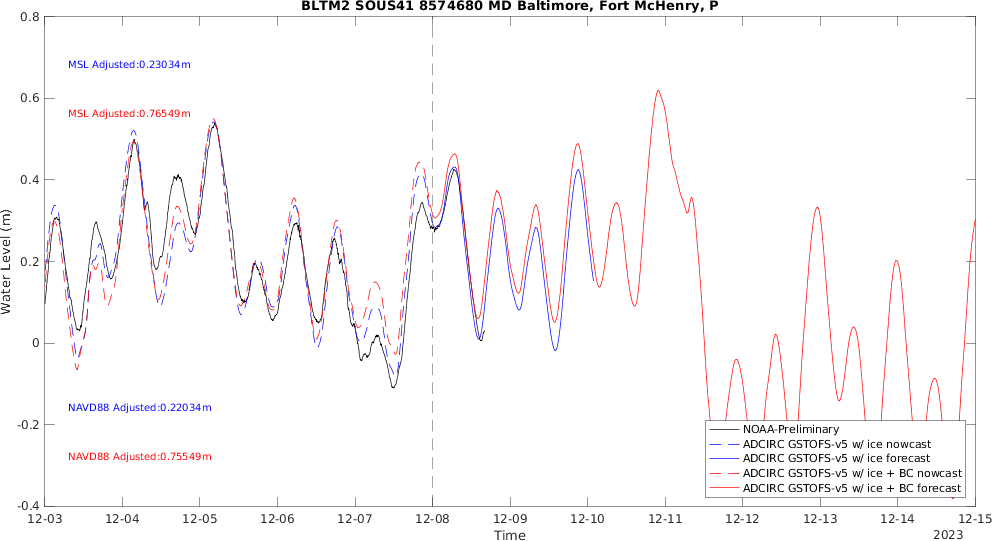 BLTM2 SOUS41 8574680 MD Baltimore, Fort McHenry, P
0.8
0.6
0.4
0.2
0
-0.2
-0.4
Water Level (m)
MSL Adjusted:0.23034m
MSL Adjusted:0.76549m
NAVD88 Adjusted:0.22034m
NAVD88 Adjusted:0.75549m
NOAA-Preliminary
ADCIRC GSTOFS-v5 w/ ice nowcast
ADCIRC GSTOFS-v5 w/ ice forecast
ADCIRC GSTOFS-v5 w/ ice + BC nowcast
ADCIRC GSTOFS-v5 w/ ice + BC forecast
12-03 12-04 12-05 12-06 12-07 12-08 12-09 12-10 12-11 12-12 12-13 12-14 12-15
Time
2023